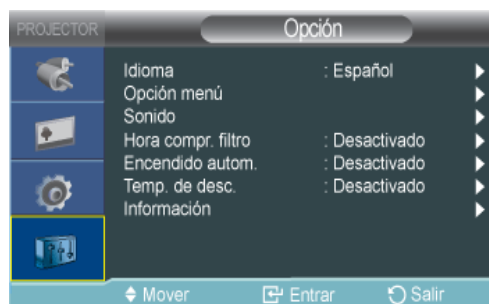 PROJECTOR
Opción
Idioma : Español
Opción menú
Sonido
Hora compr. filtro : Desactivado
Encendido autom. : Desactivado
Temp. de desc. : Desactivado
Información
Mover Entrar Salir